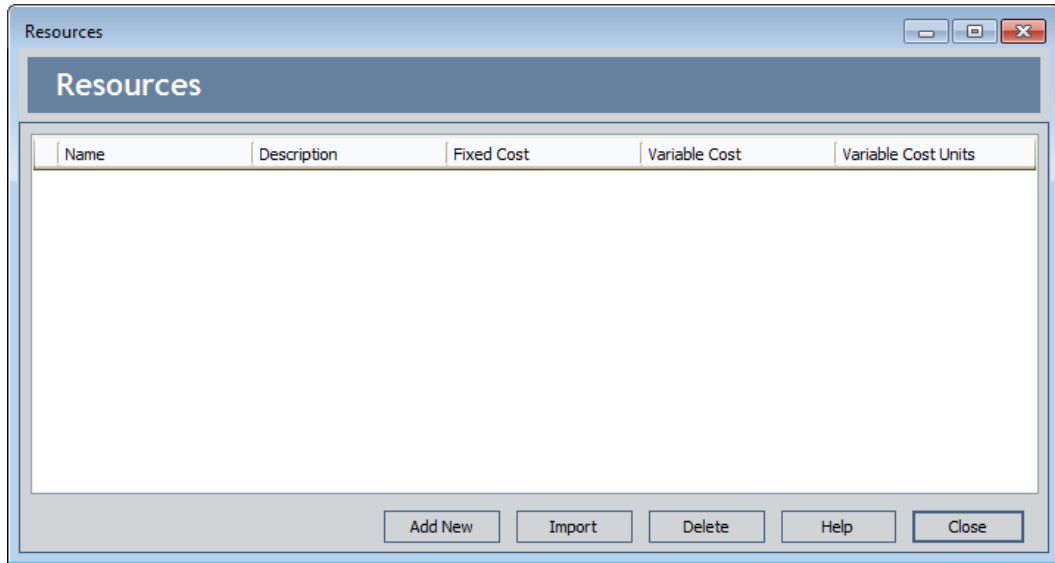 Resources
Resources
Name Description Fixed Cost Variable Cost Variable Cost Units
Add New Import Delete Help Close